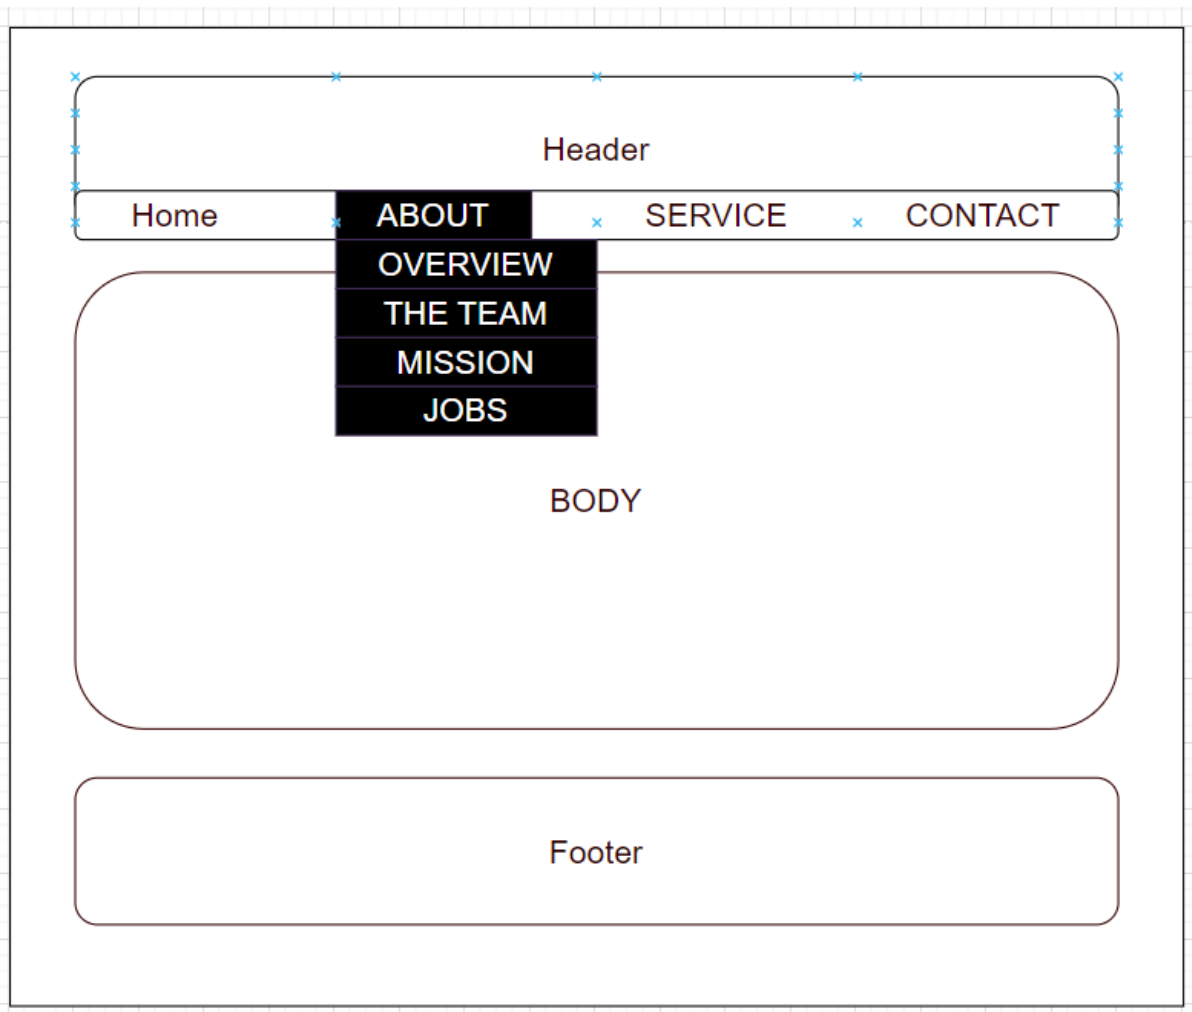 Header
Home ABOUT SERVICE CONTACT
OVERVIEW
THE TEAM
MISSION
JOBS
BODY
Footer